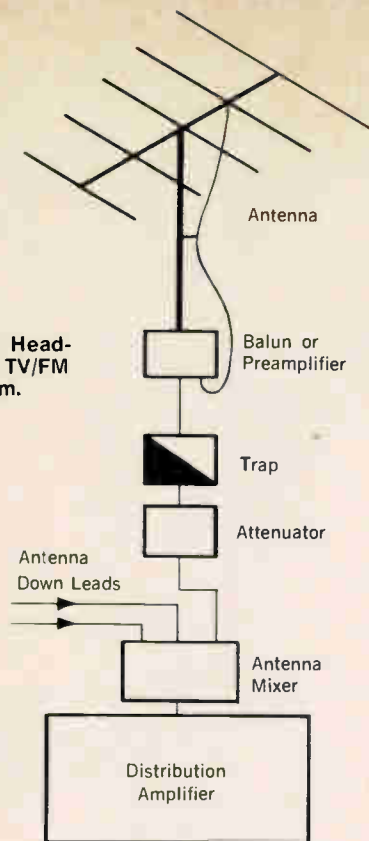 Antenna
Head-
TV/FM
m.
Balun or
Preamplifier
Trap
Attenuator
Antenna
Down Leads
Antenna
Mixer
Distribution
Amplifier